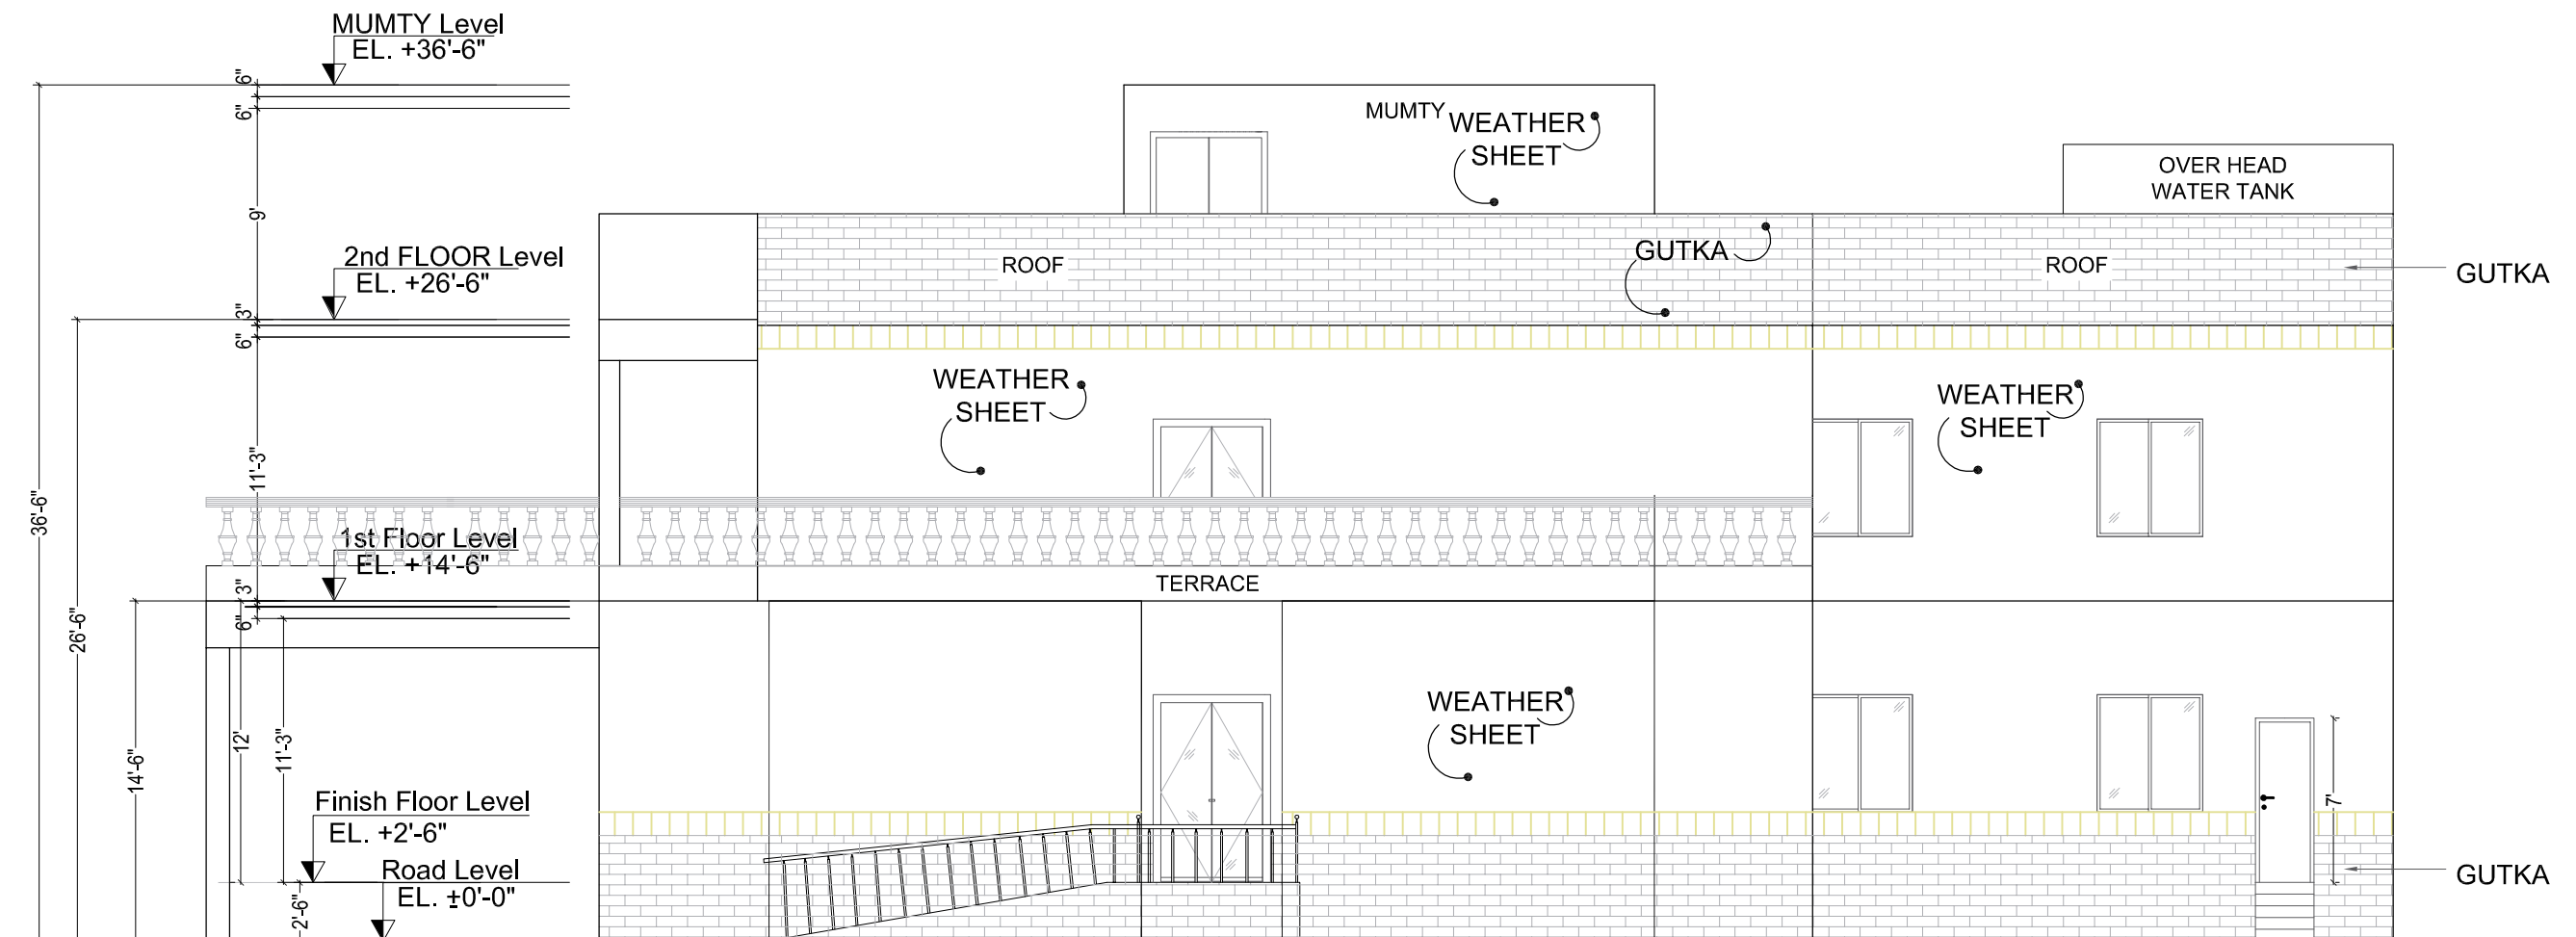 MUMTY Level
EL. +36'-6"
6"
6"
9'
2nd FLOOR Level
EL. +26'-6"
3"
6"
11'-3"
1st Floor Level
EL. +14'-6"
3"
6"
36'-6"
26'-6"
14'-6"
12'
11'-3"
Finish Floor Level
EL. +2'-6"
Road Level
EL. ±0'-0"
2'-6"
MUMTY
WEATHER
SHEET
OVER HEAD
WATER TANK
ROOF
GUTKA
ROOF
GUTKA
WEATHER
SHEET
WEATHER
SHEET
TERRACE
WEATHER
SHEET
7'
GUTKA